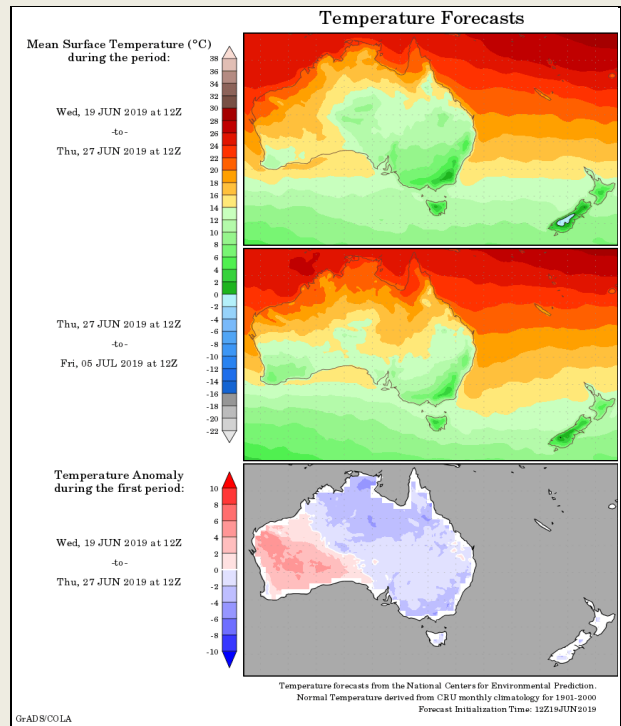 Temperature Forecasts
Mean Surface Temperature (°C)
during the period:
38
36
34
32
30
28
26
24
22
20
18
16
14
12
10
8
6
4
2
0
-2
-4
-6
-8
-10
-12
-14
-16
-18
-20
-22
Wed, 19 JUN 2019 at 12Z
-to-
Thu, 27 JUN 2019 at 12Z
Thu, 27 JUN 2019 at 12Z
-to-
Fri, 05 JUL 2019 at 12Z
Temperature Anomaly
during the first period:
10
8
6
4
2
0
-2
-4
-6
-8
-10
Wed, 19 JUN 2019 at 12Z
-to-
Thu, 27 JUN 2019 at 12Z
Temperature forecasts from the National Centers for Environmental Prediction.
Normal Temperature derived from CRU monthly climatology for 1901-2000
Forecast Initialization Time: 12Z19JUN2019
GrADS/COLA